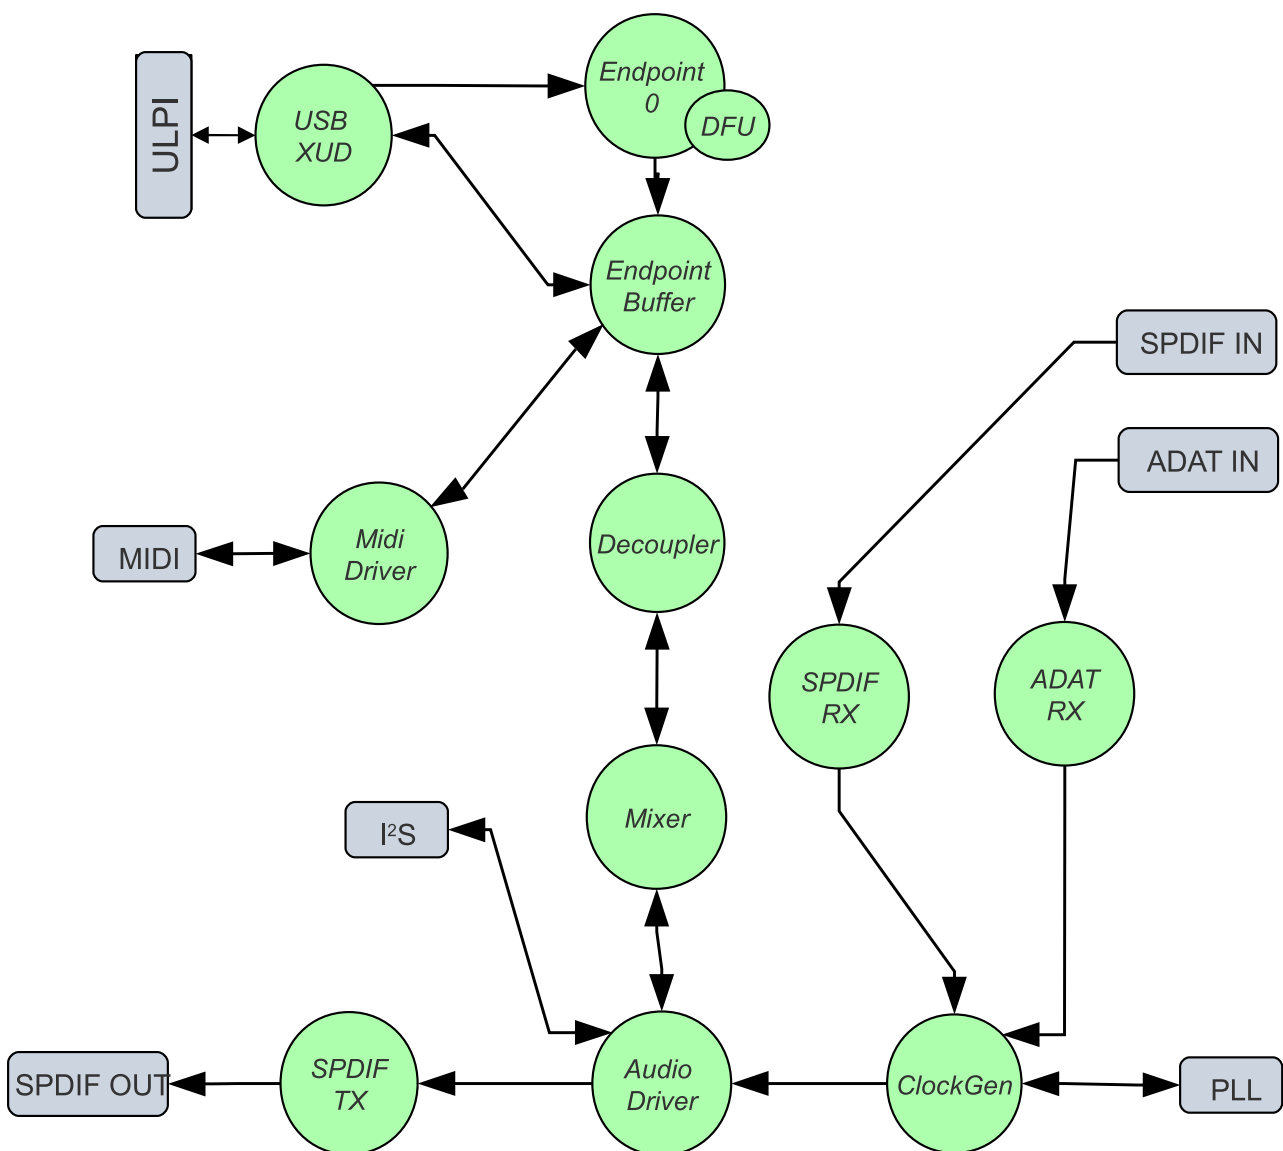 ULPI
USB
XUD
Endpoint
0
DFU
Endpoint
Buffer
SPDIF IN
ADAT IN
MIDI
Midi
Driver
Decoupler
SPDIF
RX
ADAT
RX
I²S
Mixer
SPDIF OUT
SPDIF
TX
Audio
Driver
ClockGen
PLL